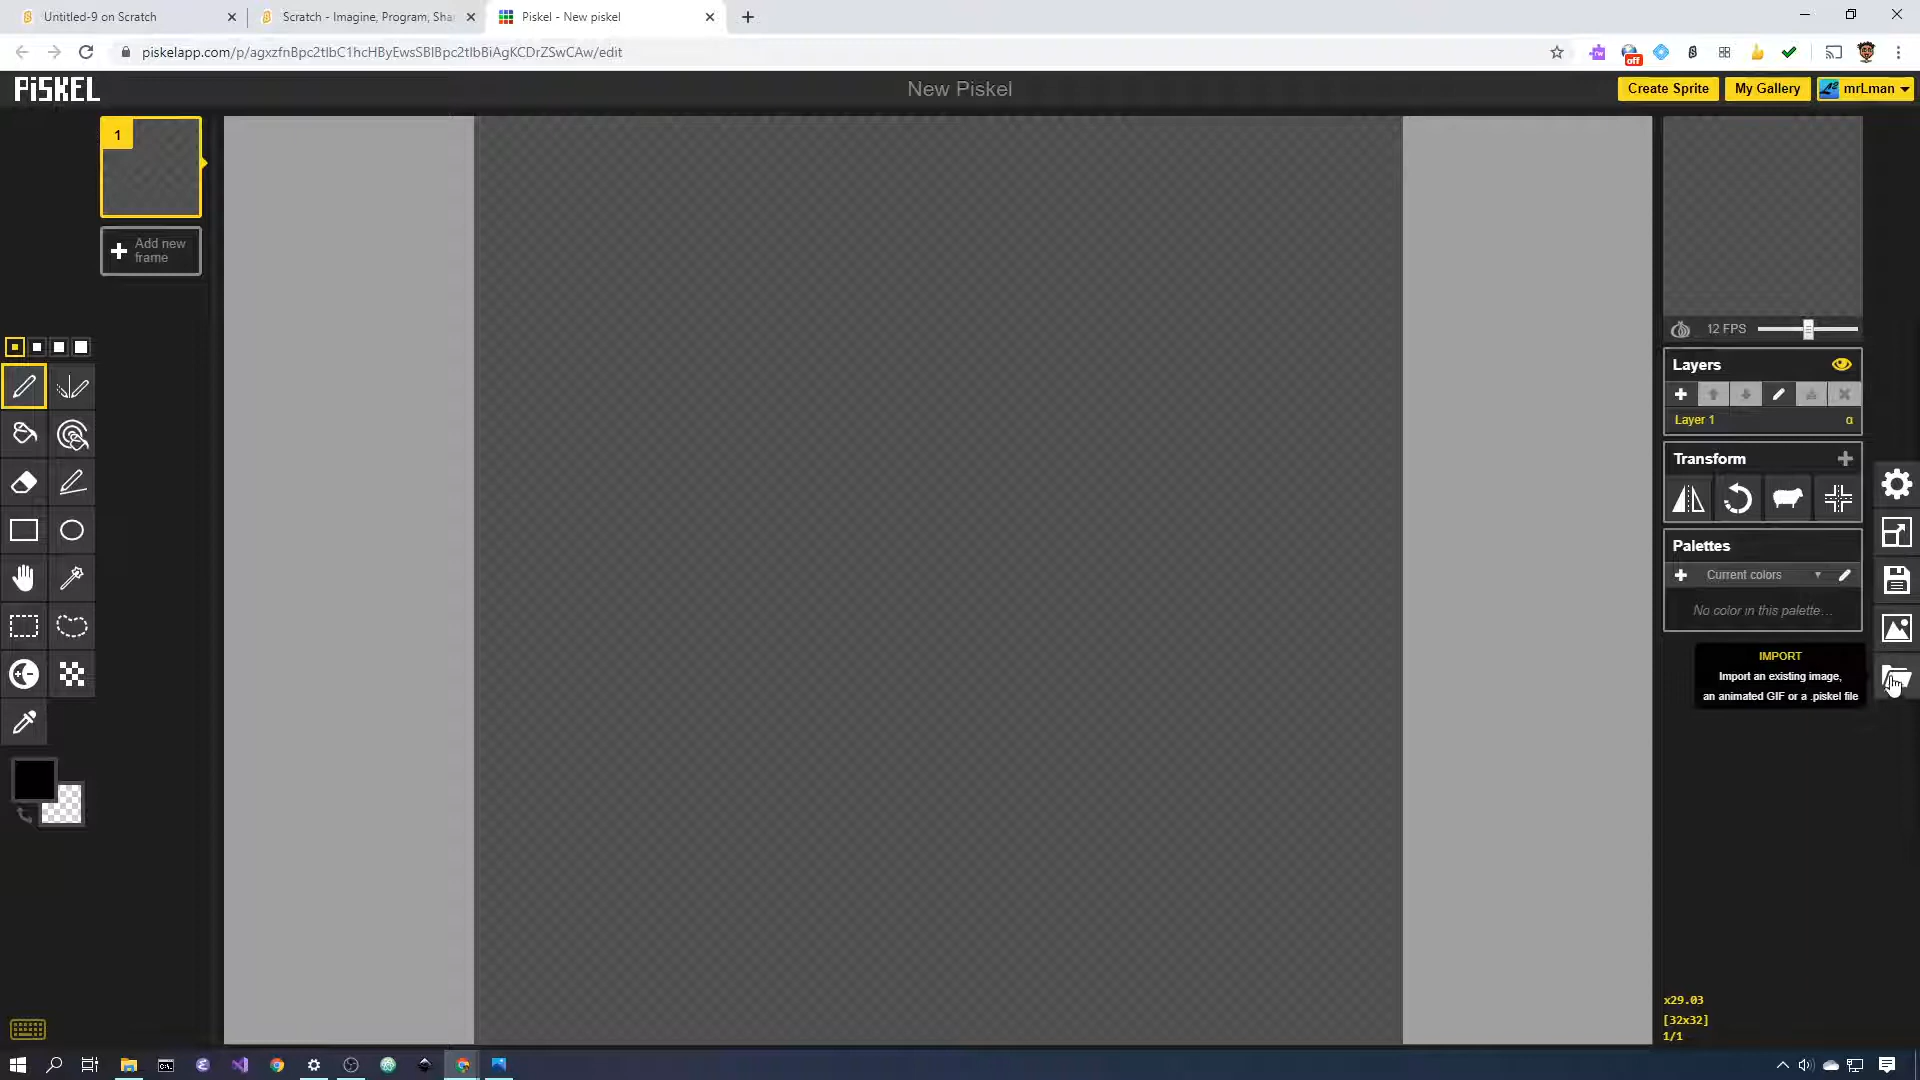 Untitled-9 on Scratch
Scratch - Imagine, Program, Sha
Piskel - New piskel
piskelapp.com/p/agxzfnBpc2tlbC1hcHByEwsSBlBpc2tlbBiAgKCDrZSwCAw/edit
off
PiSKEL
New Piskel
Create Sprite
My Gallery
mrLman
1
Add new
frame
12 FPS
Layers
Layer 1
α
Transform
Palettes
Current colors
No color in this palette...
IMPORT
Import an existing image,
an animated GIF or a .piskel file
x29.03
[32x32]
1/1